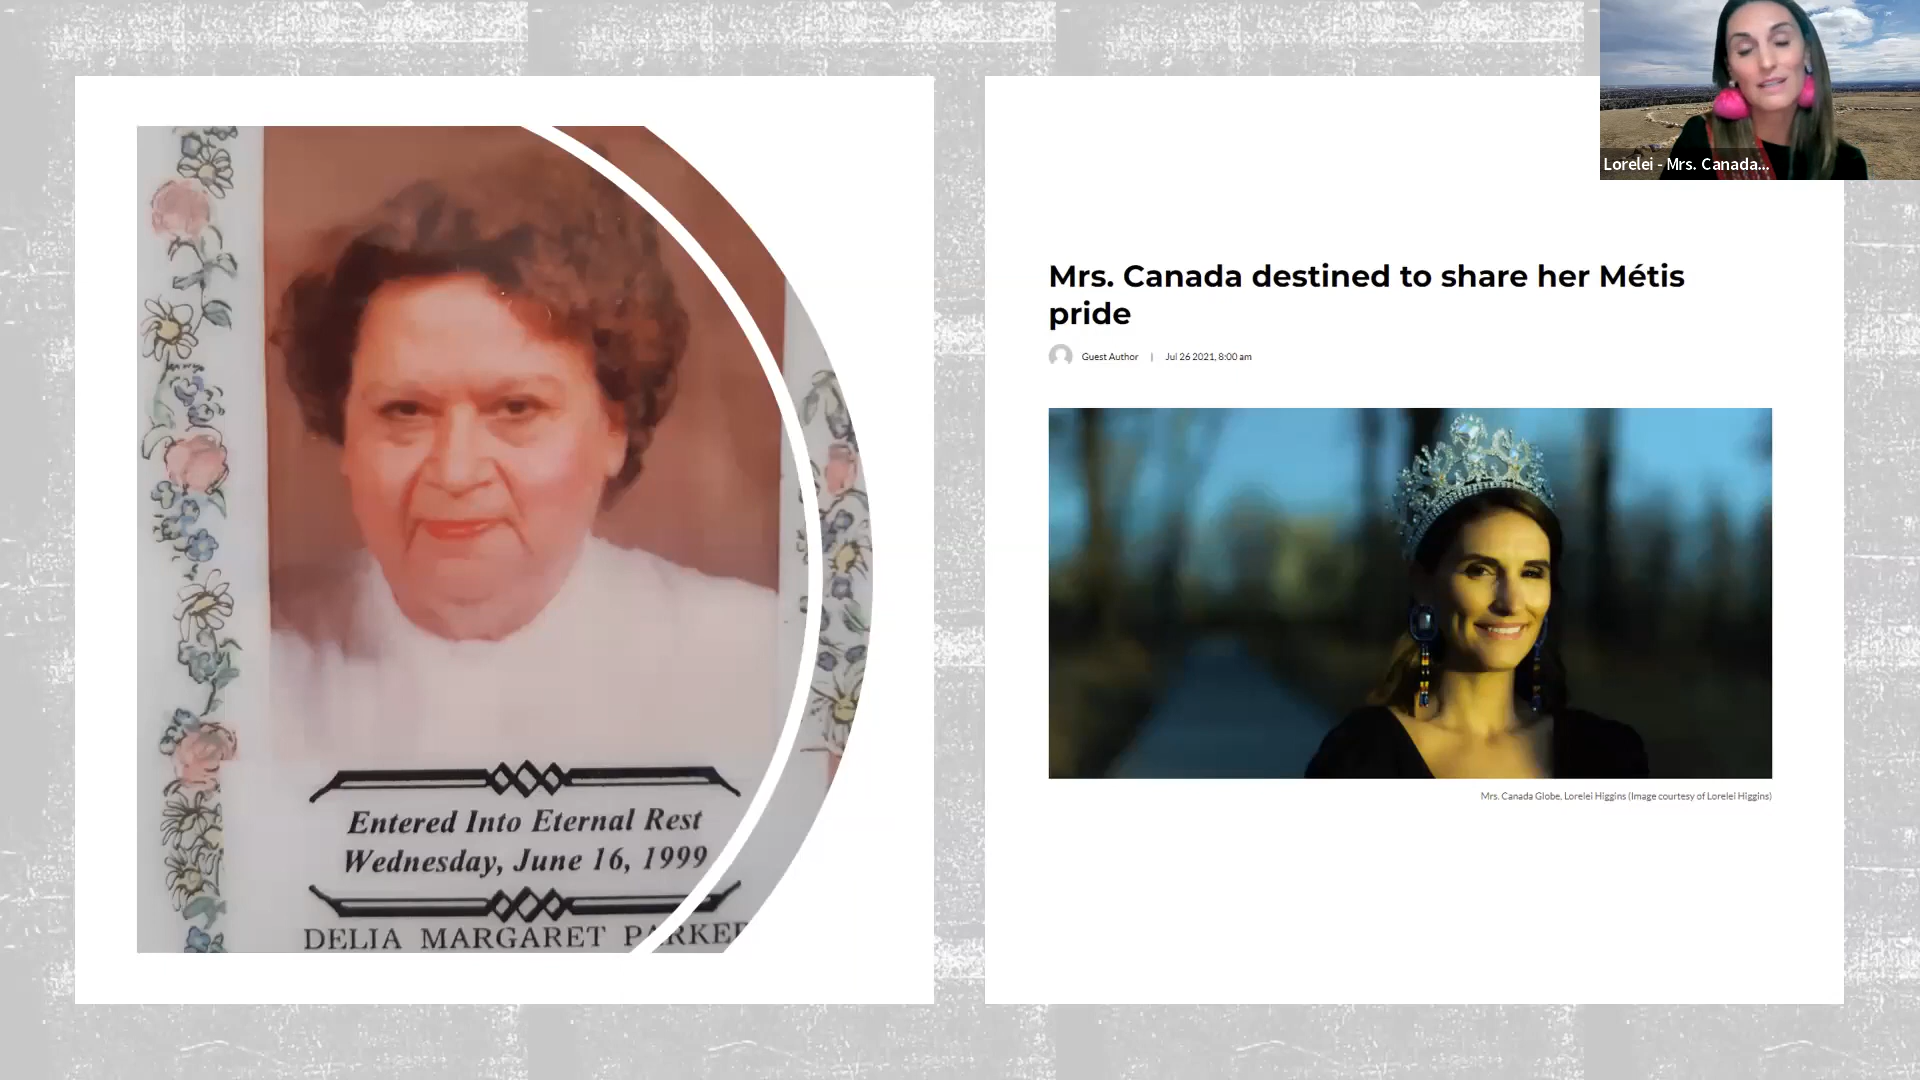 Entered Into Eternal Rest
Wednesday, June 16, 1999
DELIA MARGARET PARKER
Lorelei - Mrs. Canada...
Mrs. Canada destined to share her Métis
pride
Guest Author | Jul 26 2021, 8:00 am
Mrs. Canada Globe, Lorelei Higgins (Image courtesy of Lorelei Higgins)